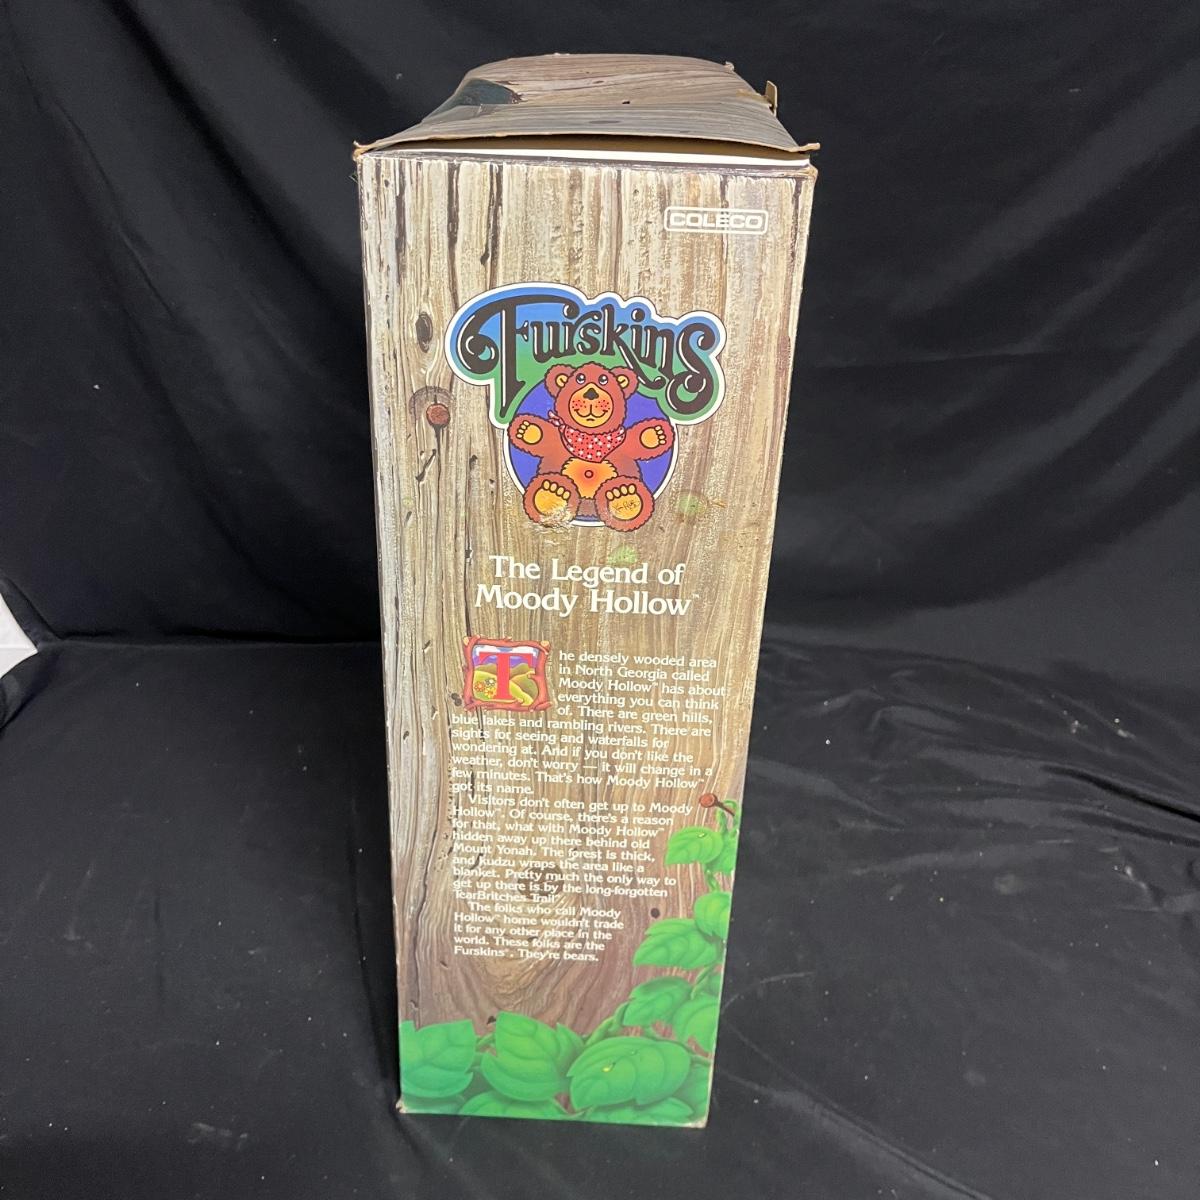 COLECO
Furskins
The Legend of
Moody Hollow™
The densely wooded area
in North Georgia called
Moody Hollow™ has about
everything you can think
of. There are green hills,
blue lakes and rambling rivers. There are
sights for seeing and waterfalls for
wondering at. And if you don't like the
weather, don't worry — it will change in a
few minutes. That's how Moody Hollow™
got its name.
Visitors don't often get up to Moody
Hollow™. Of course, there's a reason
for that, what with Moody Hollow™
hidden away up there behind old
Mount Yonah. The forest is thick,
and kudzu wraps the area like a
blanket. Pretty much the only way to
get up there is by the long-forgotten
TearBritches Trail™.
The folks who call Moody
Hollow™ home wouldn't trade
it for any other place in the
world. These folks are the
Furskins™. They're bears.